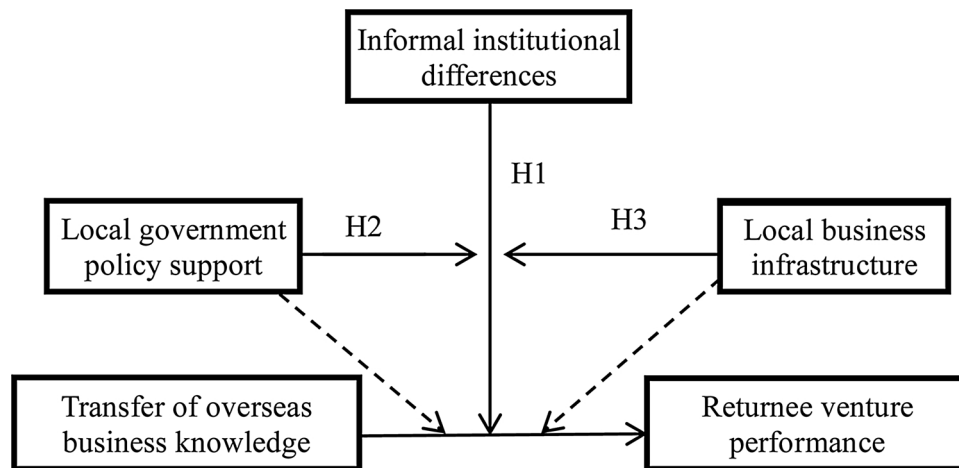 Informal institutional
differences
H1
Local government
policy support
H2
H3
Local business
infrastructure
Transfer of overseas
business knowledge
Returnee venture
performance